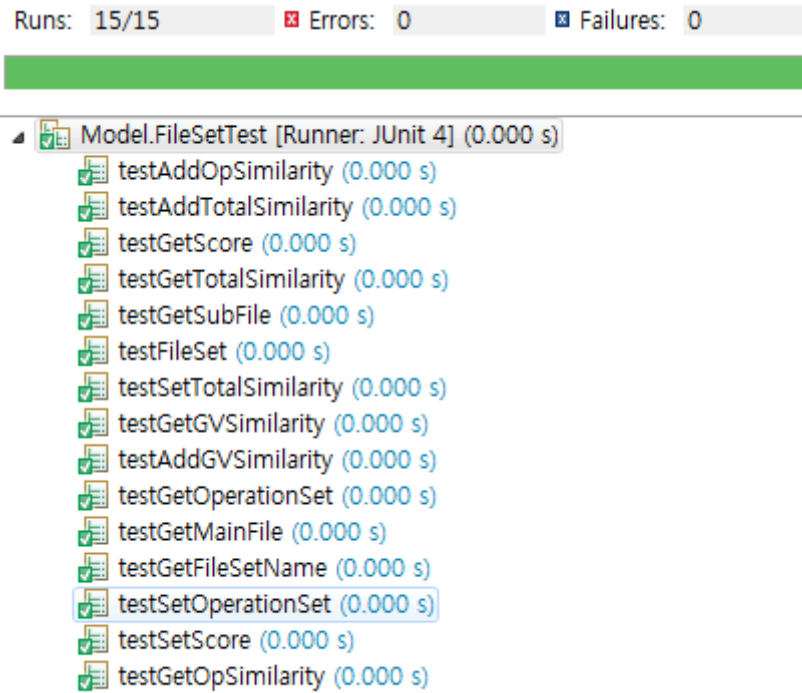 Runs: 15/15 Errors: 0 Failures: 0
Model.FileSetTest [Runner: JUnit 4] (0.000 s)
testAddOpSimilarity (0.000 s)
testAddTotalSimilarity (0.000 s)
testGetScore (0.000 s)
testGetTotalSimilarity (0.000 s)
testGetSubFile (0.000 s)
testFileSet (0.000 s)
testSetTotalSimilarity (0.000 s)
testGetGVSimilarity (0.000 s)
testAddGVSimilarity (0.000 s)
testGetOperationSet (0.000 s)
testGetMainFile (0.000 s)
testGetFileSetName (0.000 s)
testSetOperationSet (0.000 s)
testSetScore (0.000 s)
testGetOpSimilarity (0.000 s)